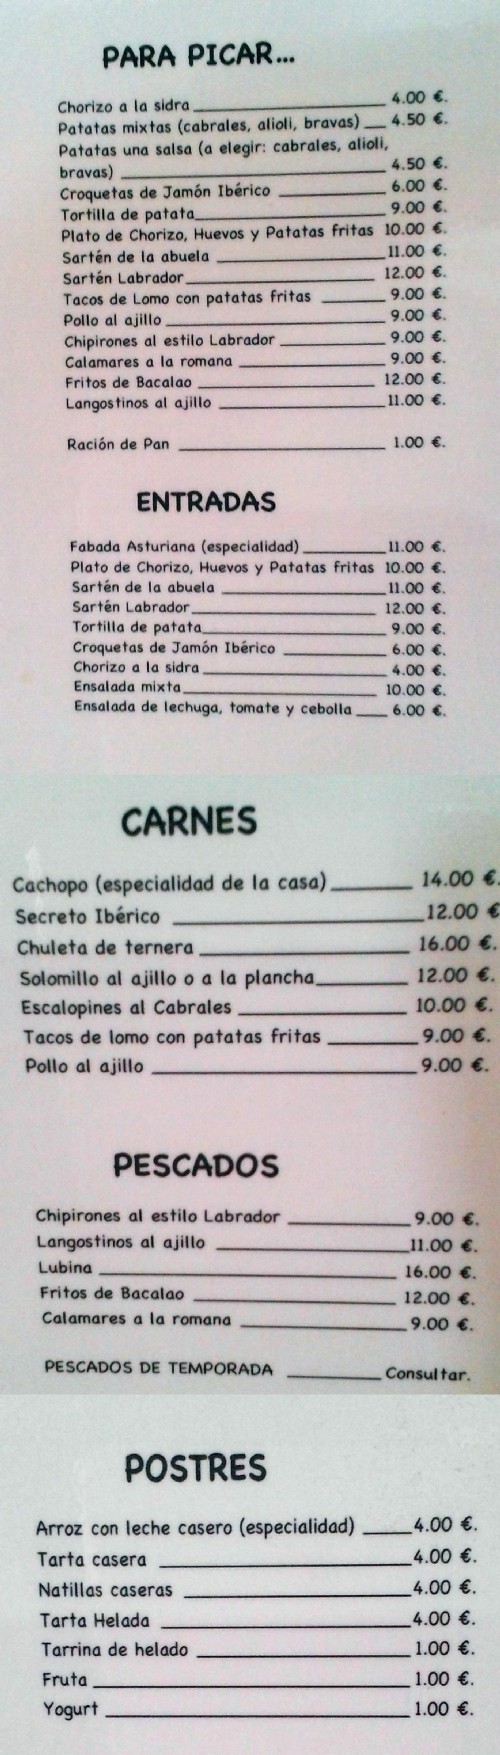 PARA PICAR...
Chorizo a la sidra 4.00 €.
Patatas mixtas (cabrales, alioli, bravas) 4.50 €.
Patatas una salsa (a elegir: cabrales, alioli,
bravas) 4.50 €.
Croquetas de Jamón Ibérico 6.00 €.
Tortilla de patata 9.00 €.
Plato de Chorizo, Huevos y Patatas fritas 10.00 €.
Sartén de la abuela 11.00 €.
Sartén Labrador 12.00 €.
Tacos de Lomo con patatas fritas 9.00 €.
Pollo al ajillo 9.00 €.
Chipirones al estilo Labrador 9.00 €.
Calamares a la romana 9.00 €.
Fritos de Bacalao 12.00 €.
Langostinos al ajillo 11.00 €.
Ración de Pan 1.00 €.
ENTRADAS
Fabada Asturiana (especialidad) 11.00 €.
Plato de Chorizo, Huevos y Patatas fritas 10.00 €.
Sartén de la abuela 11.00 €.
Sartén Labrador 12.00 €.
Tortilla de patata 9.00 €.
Croquetas de Jamón Ibérico 6.00 €.
Chorizo a la sidra 4.00 €.
Ensalada mixta 10.00 €.
Ensalada de lechuga, tomate y cebolla 6.00 €.
CARNES
Cachopo (especialidad de la casa) 14.00 €.
Secreto Ibérico 12.00 €
Chuleta de ternera 16.00 €.
Solomillo al ajillo o a la plancha 12.00 €.
Escalopines al Cabrales 10.00 €.
Tacos de lomo con patatas fritas 9.00 €.
Pollo al ajillo 9.00 €.
PESCADOS
Chipirones al estilo Labrador 9.00 €.
Langostinos al ajillo 11.00 €.
Lubina 16.00 €.
Fritos de Bacalao 12.00 €.
Calamares a la romana 9.00 €.
PESCADOS DE TEMPORADA Consultar.
POSTRES
Arroz con leche casero (especialidad) 4.00 €.
Tarta casera 4.00 €.
Natillas caseras 4.00 €.
Tarta Helada 4.00 €.
Tarrina de helado 1.00 €.
Fruta 1.00 €.
Yogurt 1.00 €.